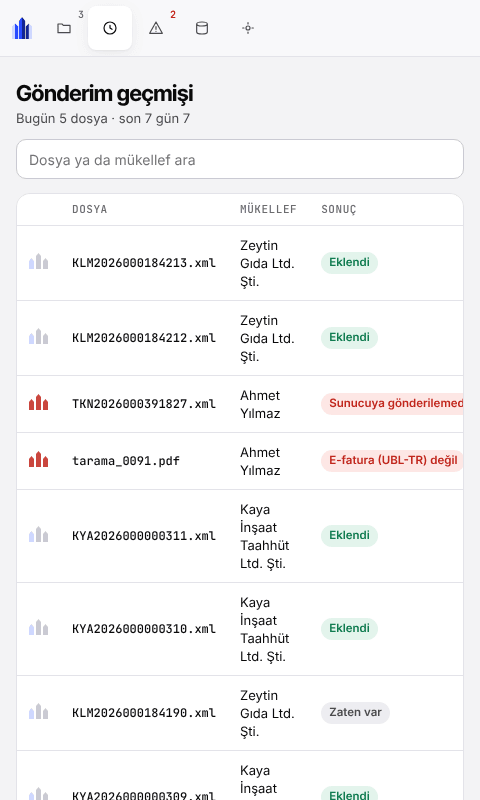 3
2
Gönderim geçmişi
Bugün 5 dosya · son 7 gün 7
Dosya ya da mükellef ara
DOSYA MÜKELLEF SONUÇ
KLM2026000184213.xml Zeytin Gıda Ltd. Şti. Eklendi
KLM2026000184212.xml Zeytin Gıda Ltd. Şti. Eklendi
TKN2026000391827.xml Ahmet Yılmaz Sunucuya gönderilemed
tarama_0091.pdf Ahmet Yılmaz E-fatura (UBL-TR) değil
KYA2026000000311.xml Kaya İnşaat Taahhüt Ltd. Şti. Eklendi
KYA2026000000310.xml Kaya İnşaat Taahhüt Ltd. Şti. Eklendi
KLM2026000184190.xml Zeytin Gıda Ltd. Şti. Zaten var
KYA2026000000309.xml Kaya İnşaat Eklendi